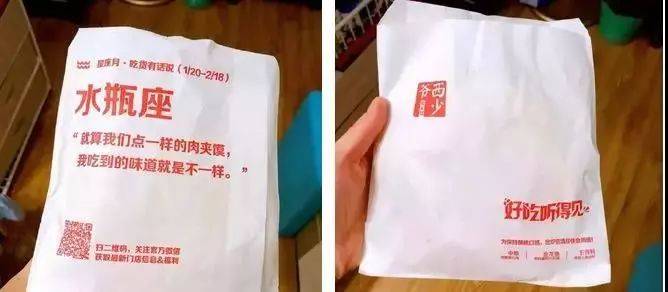 星座月·吃货有话说（1/20-2/18）
水瓶座
“就算我们点一样的肉夹馍，
我吃到的味道就是不一样。”
扫二维码，关注官方微信
获取最新门店信息&福利
西少爷
好吃听得见